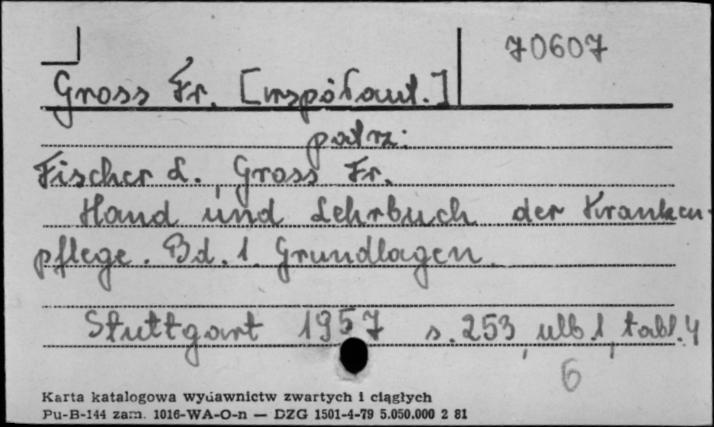 70607
Gross Fr. [współaut.]
patrz:
Fischer L. Gross Fr.
Hand und Lehrbuch der Kranken-
pflege. Bd. 1. Grundlagen.
Stuttgart 1957 s. 253, ulb. 1, tabl. 4
6
Karta katalogowa wydawnictw zwartych i ciągłych
Pu-B-144 zam. 1016-WA-O-n — DZG 1501-4-79 5.050.000 2 81